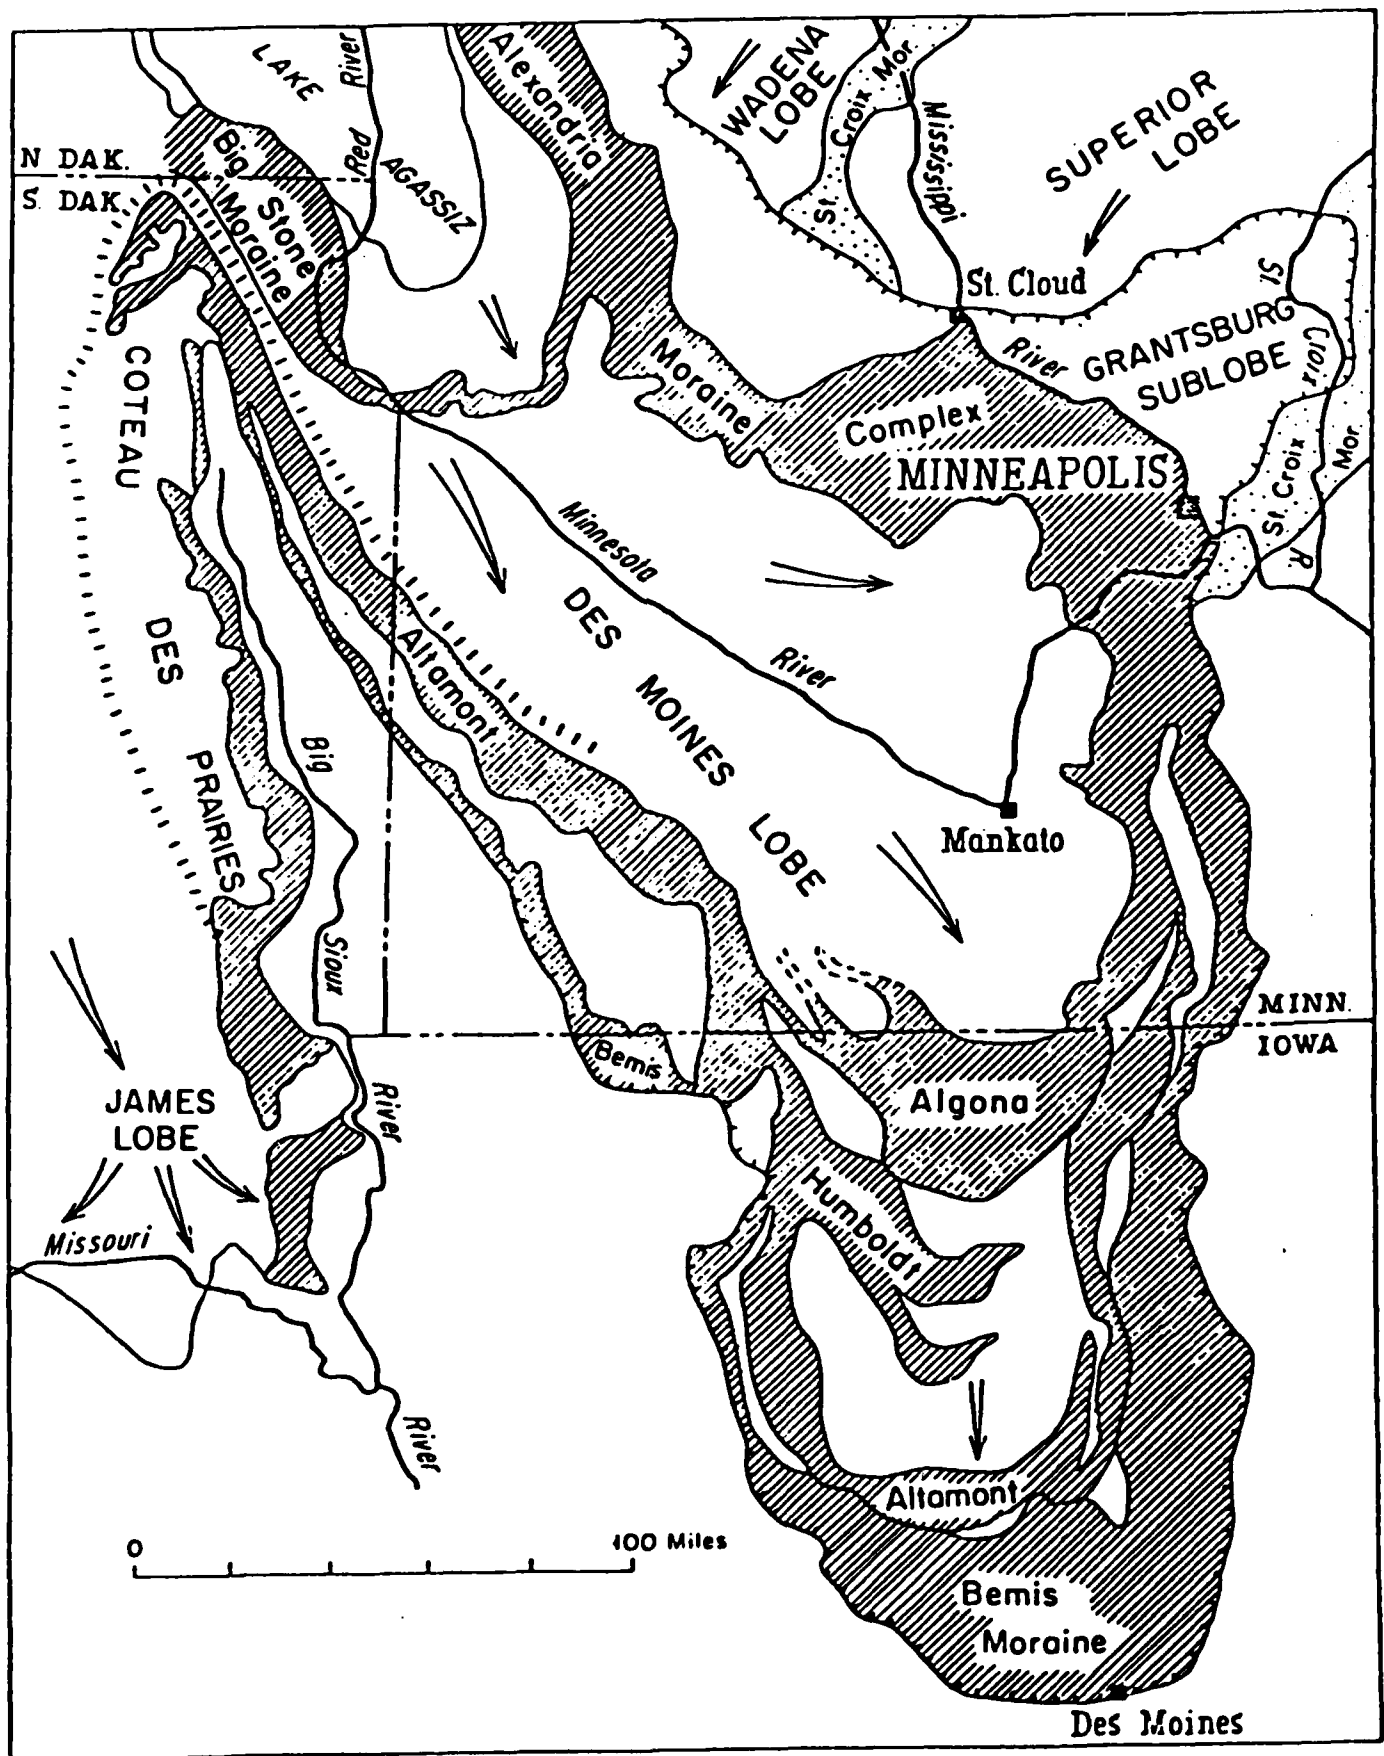 LAKE
AGASSIZ
Red
River
Alexandria
Moraine
Complex
WADENA
LOBE
St.
Croix
Mor
Mississippi
River
SUPERIOR
LOBE
N DAK.
S. DAK.
Big
Stone
Moraine
St. Cloud
GRANTSBURG
SUBLOBE
St
Croix
R.
St. Croix
Mor
MINNEAPOLIS
COTEAU
DES
PRAIRIES
Minnesota
River
DES
MOINES
LOBE
Altamont
Mankato
Big
Sioux
River
MINN.
IOWA
Bemis
Algona
JAMES
LOBE
Missouri
River
Humboldt
Altamont
0
100 Miles
Bemis
Moraine
Des Moines